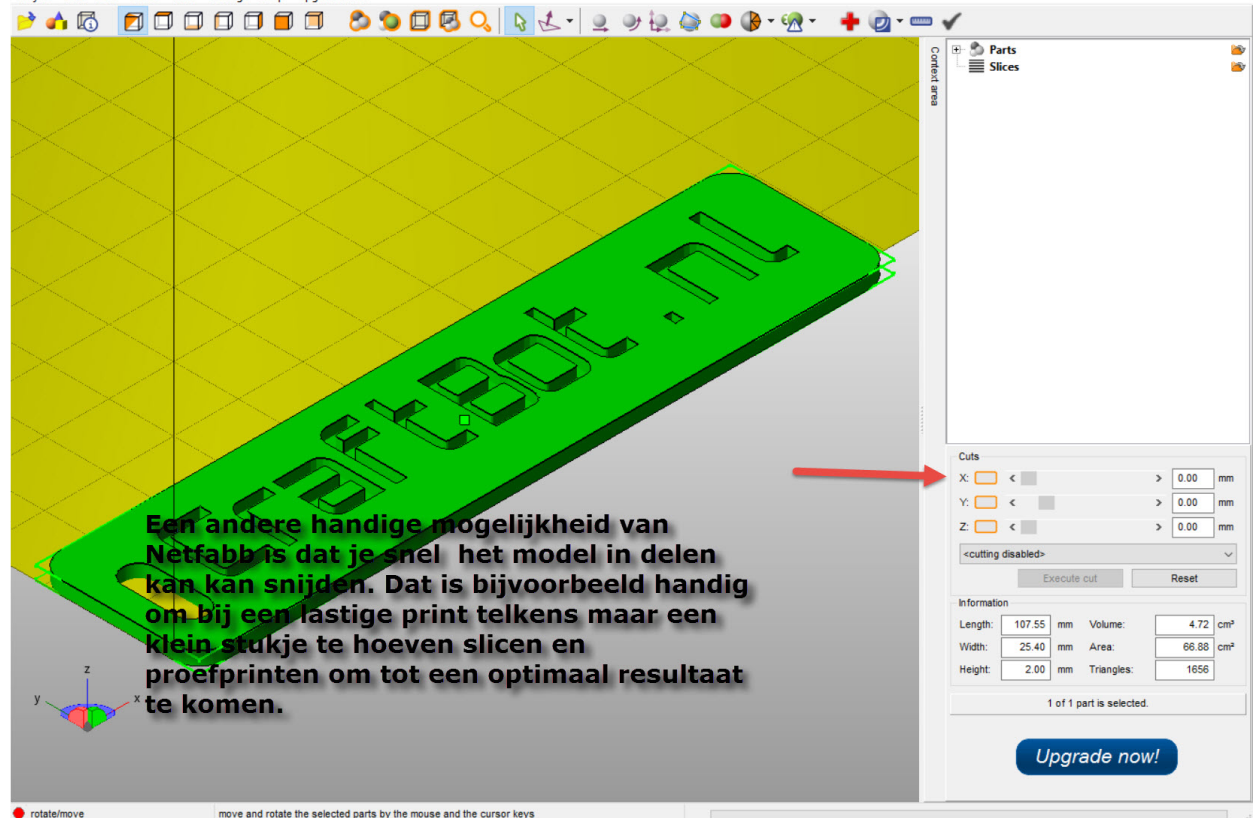 Context area
Parts
Slices
CraftBot.nl
Een andere handige mogelijkheid van
Netfabb is dat je snel het model in delen
kan kan snijden. Dat is bijvoorbeeld handig
om bij een lastige print telkens maar een
klein stukje te hoeven slicen en
proefprinten om tot een optimaal resultaat
te komen.
z
y
x
Cuts
X: < > 0.00 mm
Y: < > 0.00 mm
Z: < > 0.00 mm
<cutting disabled>
Execute cut Reset
Information
Length: 107.55 mm Volume: 4.72 cm³
Width: 25.40 mm Area: 66.88 cm²
Height: 2.00 mm Triangles: 1656
1 of 1 part is selected.
Upgrade now!
rotate/move move and rotate the selected parts by the mouse and the cursor keys